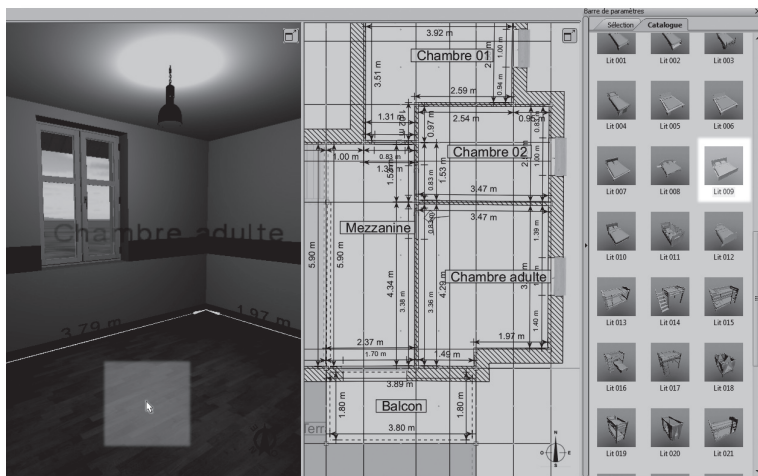 Barre de paramètres
Sélection
Catalogue
Chambre adulte
3.79 m
1.97 m
3.92 m
Chambre 01
1.00 m
3.51 m
0.94 m
2.59 m
1.31 m
2.54 m
0.97 m
1.00 m
0.83 m
Chambre 02
1.00 m
1.53 m
0.83 m
3.47 m
3.47 m
Mezzanine
1.39 m
5.90 m
5.90 m
4.34 m
3.38 m
3.36 m
Chambre adulte
1.40 m
2.37 m
1.97 m
1.70 m
1.49 m
3.89 m
1.80 m
Balcon
1.80 m
3.80 m
N
O
E
S
Lit 001
Lit 002
Lit 003
Lit 004
Lit 005
Lit 006
Lit 007
Lit 008
Lit 009
Lit 010
Lit 011
Lit 012
Lit 013
Lit 014
Lit 015
Lit 016
Lit 017
Lit 018
Lit 019
Lit 020
Lit 021